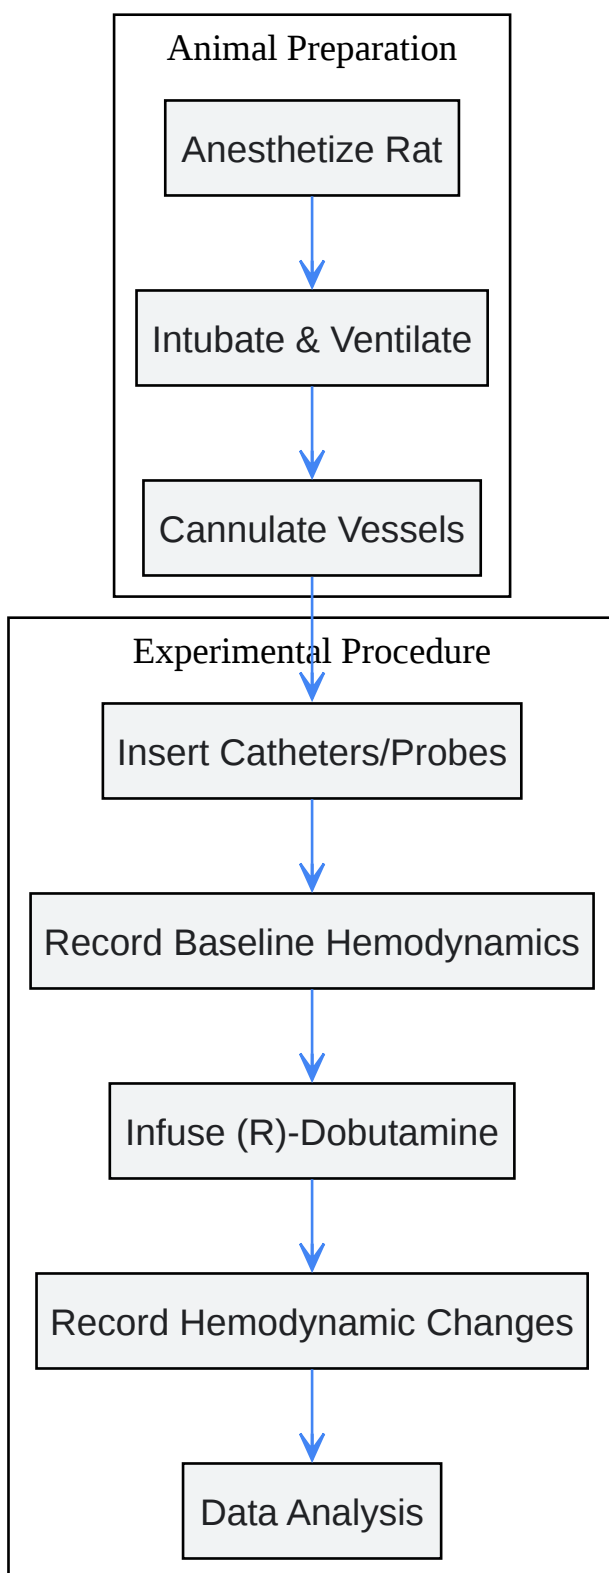 Animal Preparation
Anesthetize Rat
Intubate & Ventilate
Cannulate Vessels
Experimental Procedure
Insert Catheters/Probes
Record Baseline Hemodynamics
Infuse (R)-Dobutamine
Record Hemodynamic Changes
Data Analysis